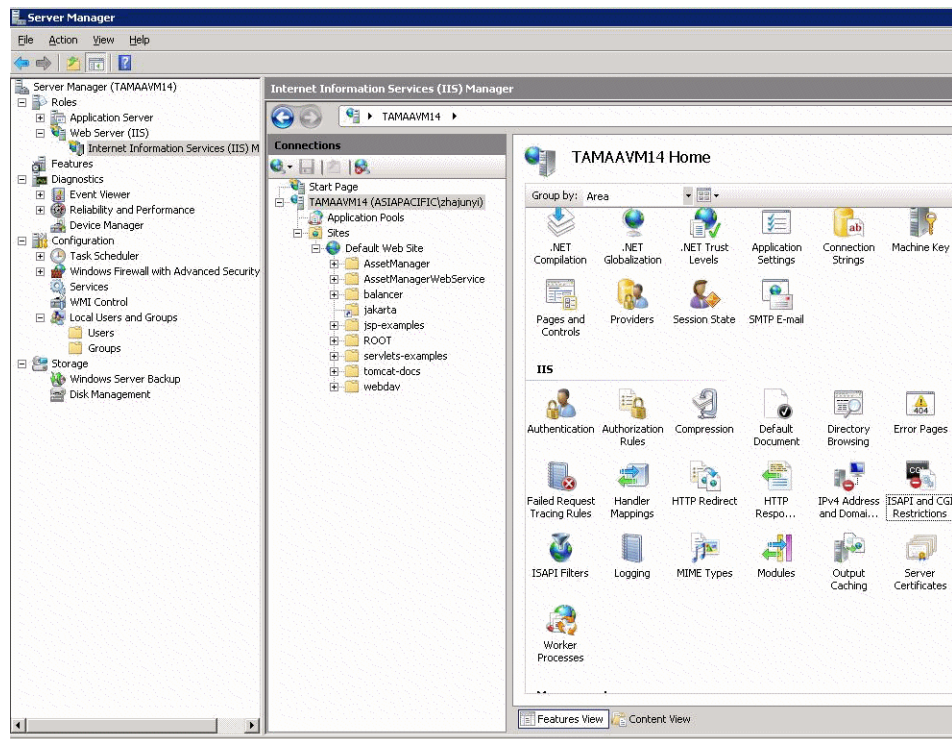 Server Manager
File Action View Help
Server Manager (TAMAAVM14)
Roles
Application Server
Web Server (IIS)
Internet Information Services (IIS) M
Features
Diagnostics
Event Viewer
Reliability and Performance
Device Manager
Configuration
Task Scheduler
Windows Firewall with Advanced Security
Services
WMI Control
Local Users and Groups
Users
Groups
Storage
Windows Server Backup
Disk Management
Internet Information Services (IIS) Manager
TAMAAVM14
Connections
Start Page
TAMAAVM14 (ASIAPACIFIC\zhajunyi)
Application Pools
Sites
Default Web Site
AssetManager
AssetManagerWebService
balancer
jakarta
jsp-examples
ROOT
servlets-examples
tomcat-docs
webdav
TAMAAVM14 Home
Group by: Area
.NET Compilation
.NET Globalization
.NET Trust Levels
Application Settings
Connection Strings
Machine Key
Pages and Controls
Providers
Session State
SMTP E-mail
IIS
Authentication
Authorization Rules
Compression
Default Document
Directory Browsing
Error Pages
Failed Request Tracing Rules
Handler Mappings
HTTP Redirect
HTTP Respo...
IPv4 Address and Domai...
ISAPI and CGI Restrictions
ISAPI Filters
Logging
MIME Types
Modules
Output Caching
Server Certificates
Worker Processes
Features View
Content View